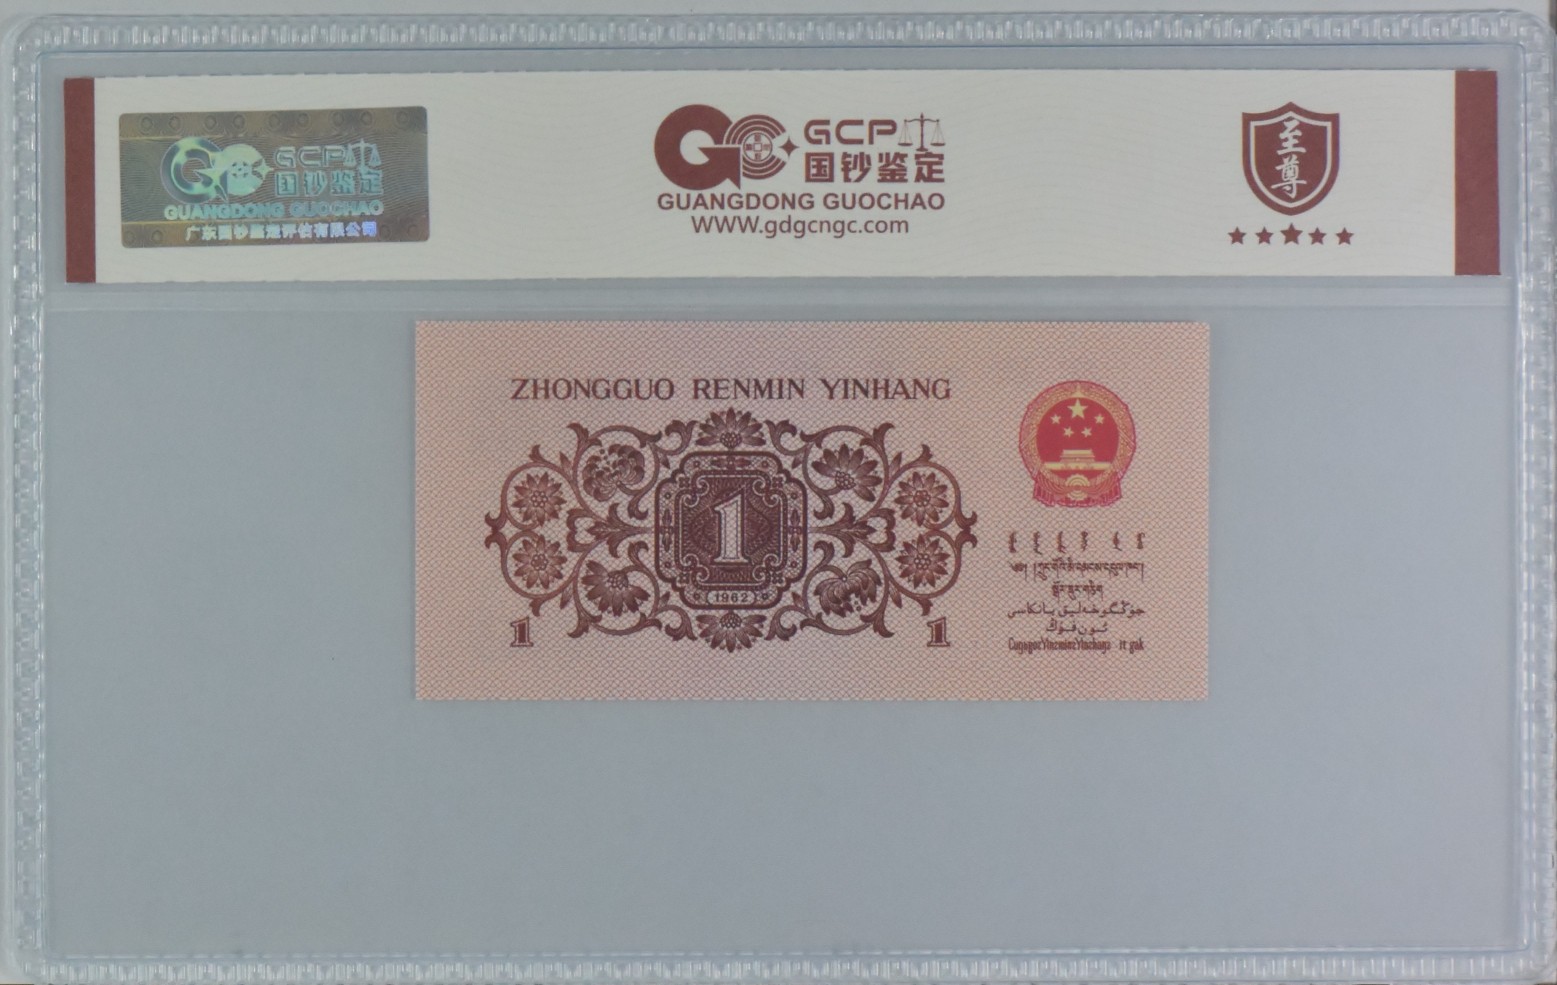 GCP
国钞鉴定
GUANGDONG GUOCHAO
广东国钞鉴定评估有限公司
GCP
国钞鉴定
GUANGDONG GUOCHAO
WWW.gdgcngc.com
至尊
ZHONGGUO RENMIN YINHANG
1
(1962)
1
1
جۇڭگوخەلىق بانكاسى